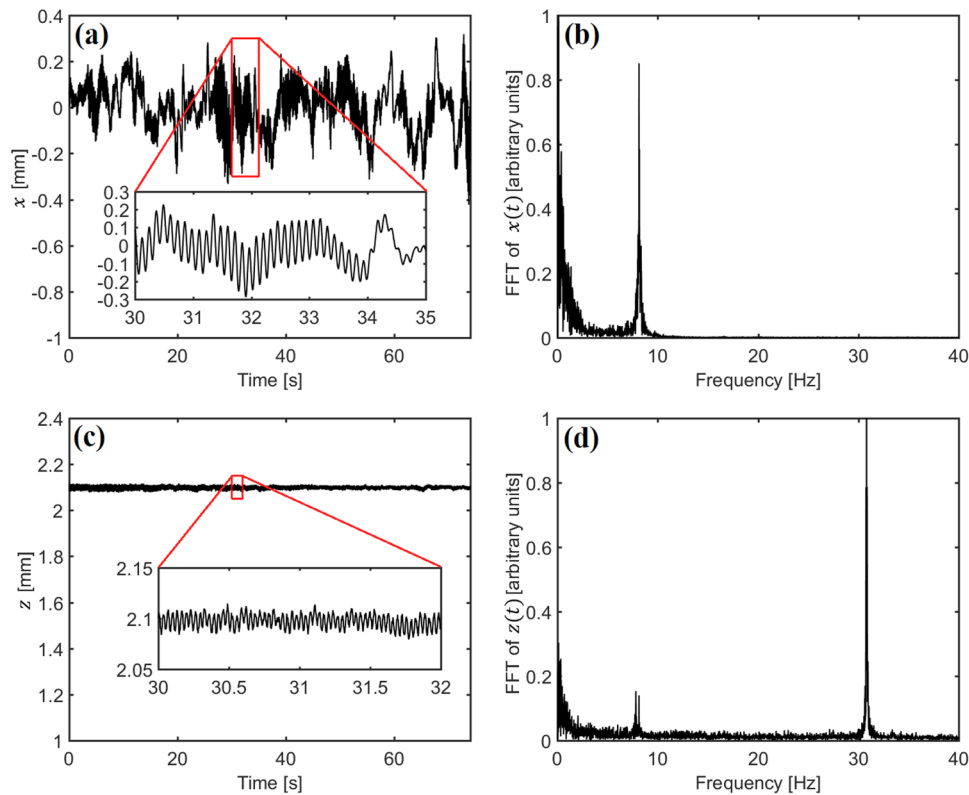 (a)
0.4
0.2
0
-0.2
-0.4
-0.6
-0.8
-1
x [mm]
0.3
0.2
0.1
0
-0.1
-0.2
-0.3
30 31 32 33 34 35
0 20 40 60
Time [s]
(b)
1
0.8
0.6
0.4
0.2
0
FFT of x(t) [arbitrary units]
0 10 20 30 40
Frequency [Hz]
(c)
2.4
2.2
2
1.8
1.6
1.4
1.2
1
z [mm]
2.15
2.1
2.05
30 30.5 31 31.5 32
0 20 40 60
Time [s]
(d)
1
0.8
0.6
0.4
0.2
0
FFT of z(t) [arbitrary units]
0 10 20 30 40
Frequency [Hz]